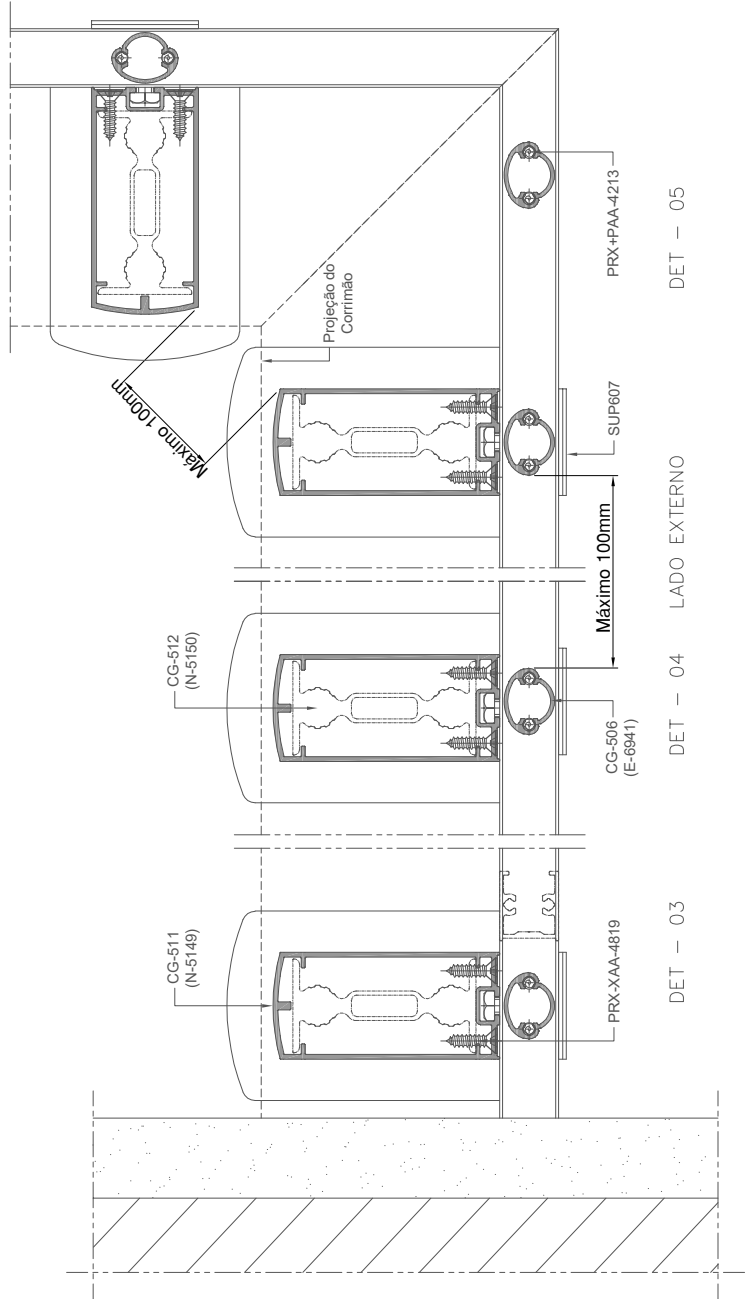 Máximo 100mm
Projeção do
Corrimão
PRX+PAA-4213
DET - 05
SUP607
LADO EXTERNO
Máximo 100mm
CG-512
(N-5150)
CG-506
(E-6941)
DET - 04
CG-511
(N-5149)
PRX-XAA-4819
DET - 03